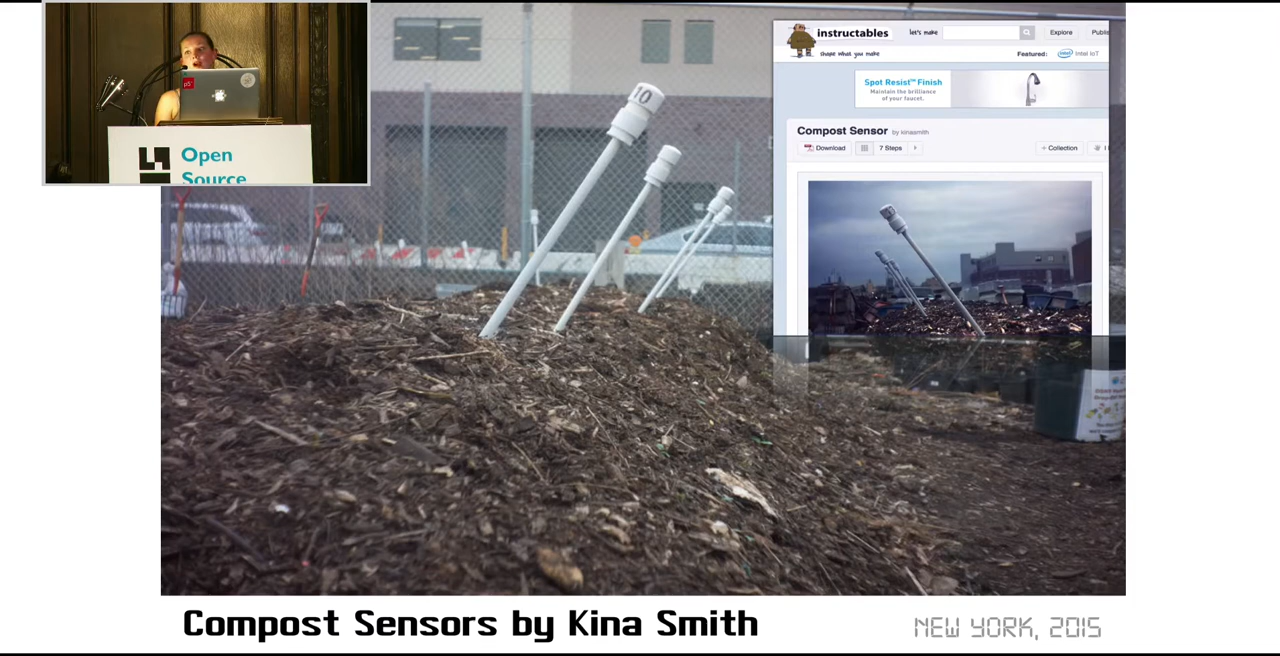 Open
Source
p5*
10
instructables
let's make
Explore
share what you make
Featured:
Intel IoT
Spot Resist™ Finish
Maintain the brilliance
of your faucet.
Compost Sensor by kinasmith
Download
7 Steps
+ Collection
Compost Sensors by Kina Smith
NEW YORK, 2015